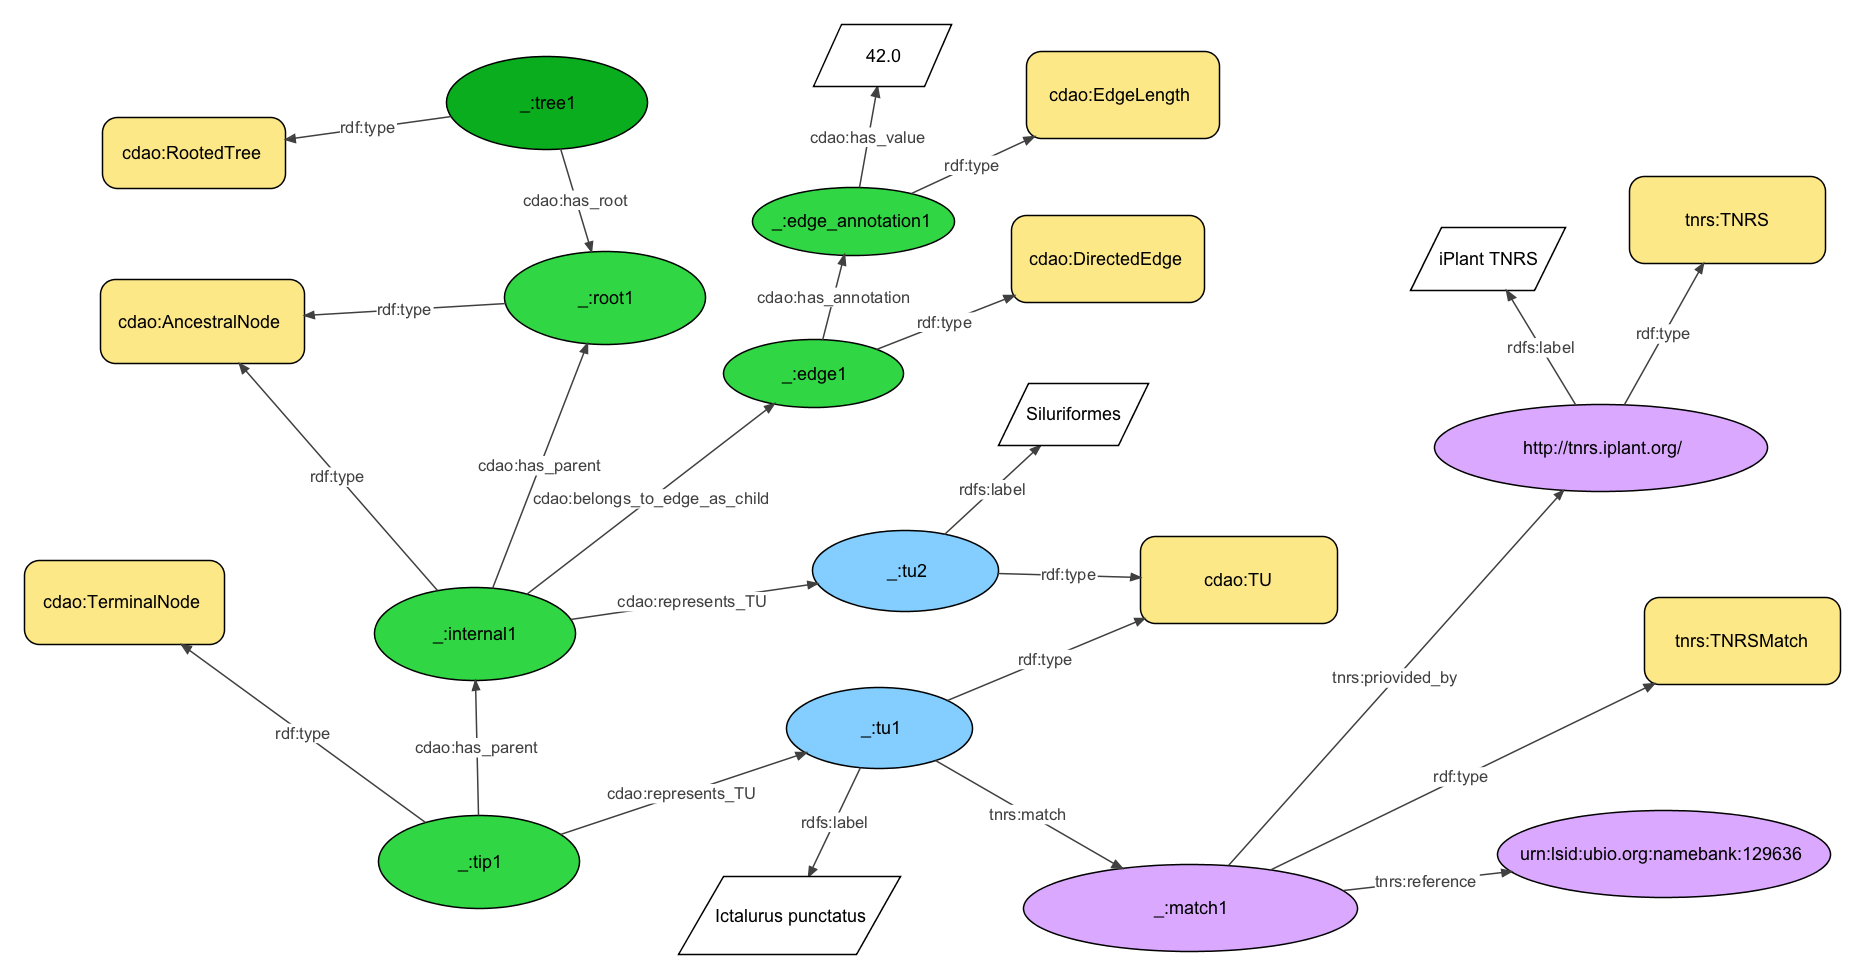 42.0
cdao:EdgeLength
_:tree1
rdf:type
cdao:RootedTree
cdao:has_value
rdf:type
cdao:has_root
_:edge_annotation1
tnrs:TNRS
cdao:DirectedEdge
iPlant TNRS
_:root1
cdao:has_annotation
rdf:type
cdao:AncestralNode
rdf:type
rdf:type
rdfs:label
_:edge1
Siluriformes
http://tnrs.iplant.org/
cdao:has_parent
rdf:type
rdfs:label
cdao:belongs_to_edge_as_child
_:tu2
rdf:type
cdao:TU
cdao:TerminalNode
cdao:represents_TU
_:internal1
tnrs:TNRSMatch
rdf:type
tnrs:priovided_by
_:tu1
rdf:type
cdao:has_parent
rdf:type
cdao:represents_TU
tnrs:match
rdfs:label
urn:lsid:ubio.org:namebank:129636
_:tip1
tnrs:reference
_:match1
Ictalurus punctatus